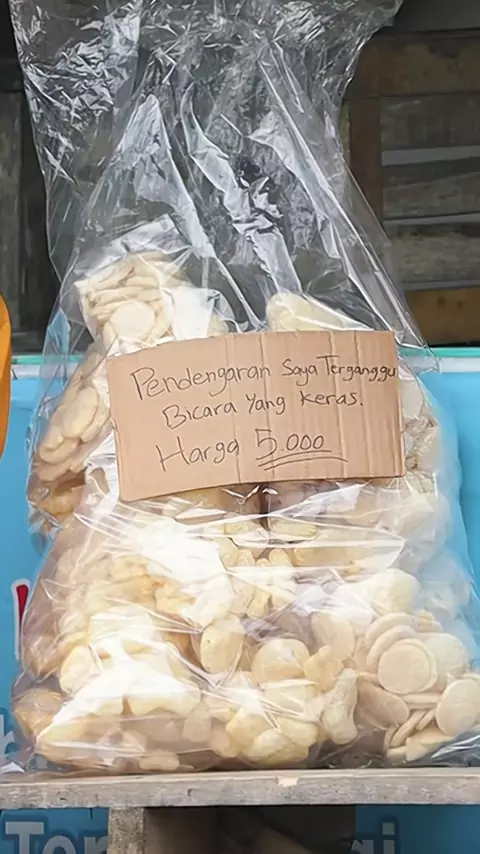 Pendengaran Saya Terganggu
Bicara Yang Keras.
Harga 5.000